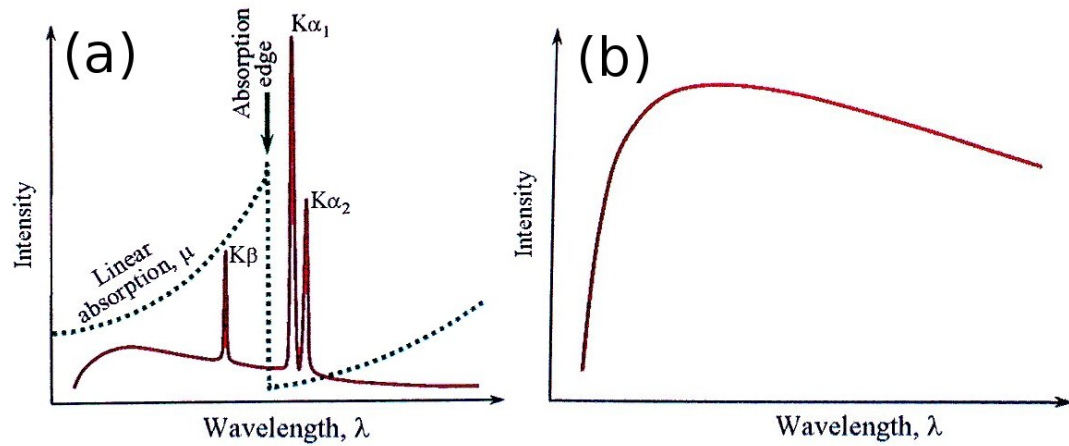 (a)
Kα₁
Absorption
edge
Kα₂
Kβ
Linear
absorption, μ
Intensity
Wavelength, λ
(b)
Intensity
Wavelength, λ